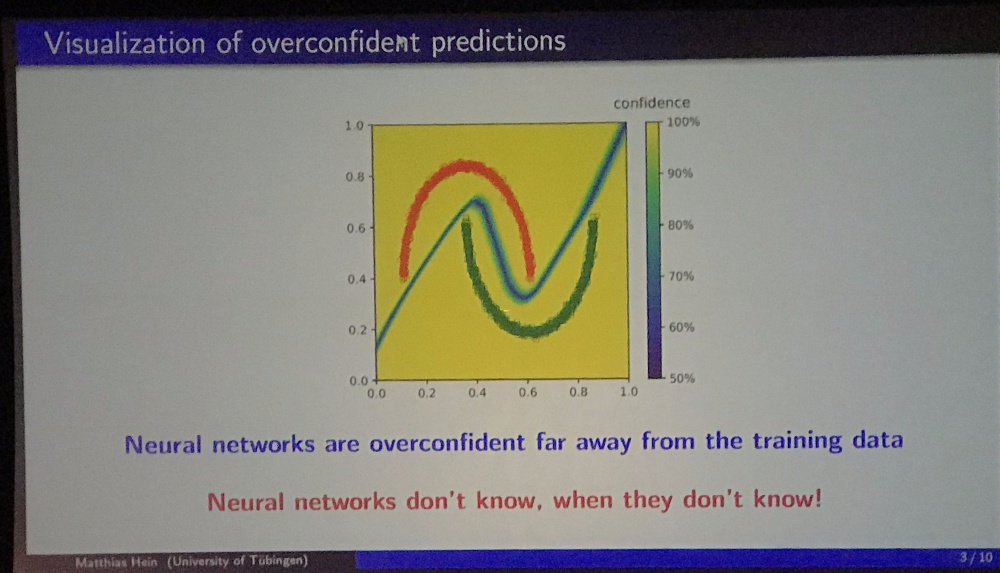 Visualization of overconfident predictions
confidence
1.0
0.8
0.6
0.4
0.2
0.0
0.0 0.2 0.4 0.6 0.8 1.0
100%
90%
80%
70%
60%
50%
Neural networks are overconfident far away from the training data
Neural networks don't know, when they don't know!
Matthias Hein (University of Tübingen)
3 / 10